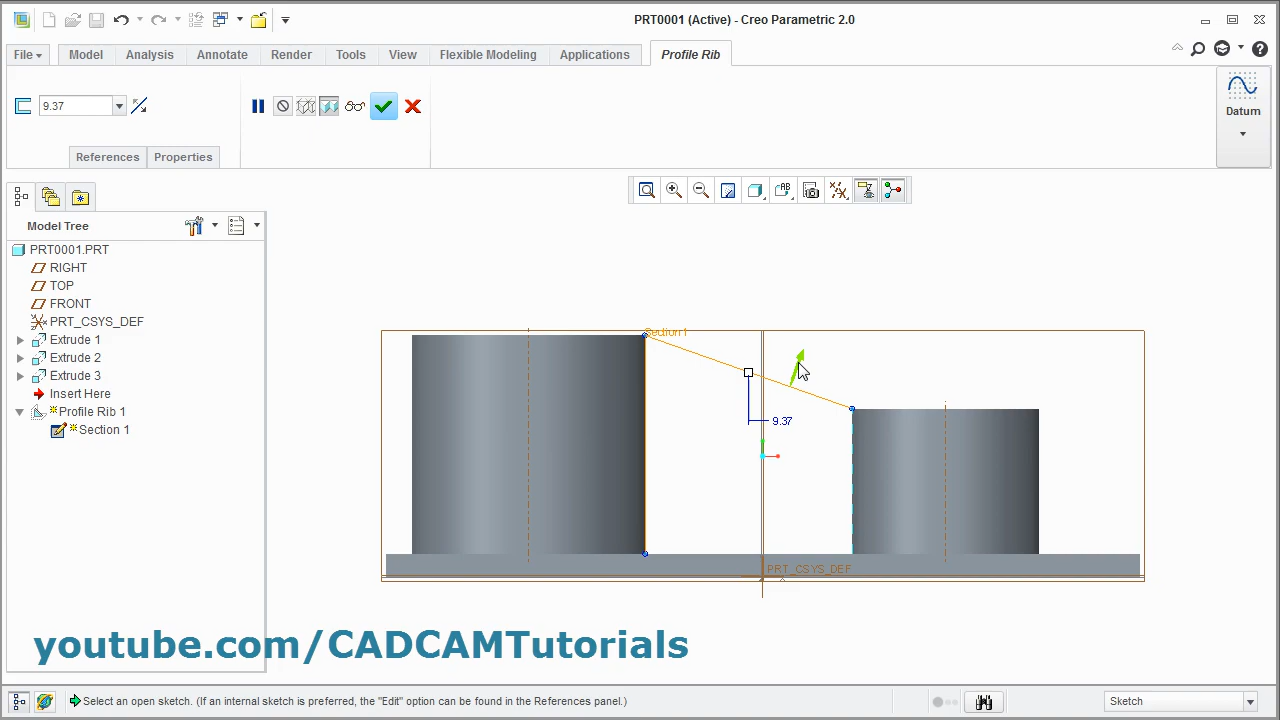 PRT0001 (Active) - Creo Parametric 2.0
File Model Analysis Annotate Render Tools View Flexible Modeling Applications Profile Rib
9.37
Datum
References Properties
Model Tree
PRT0001.PRT
RIGHT
TOP
FRONT
PRT_CSYS_DEF
Extrude 1
Extrude 2
Extrude 3
Insert Here
Profile Rib 1
Section 1
Section1
9.37
PRT_CSYS_DEF
youtube.com/CADCAMTutorials
Select an open sketch. (If an internal sketch is preferred, the "Edit" option can be found in the References panel.)
Sketch